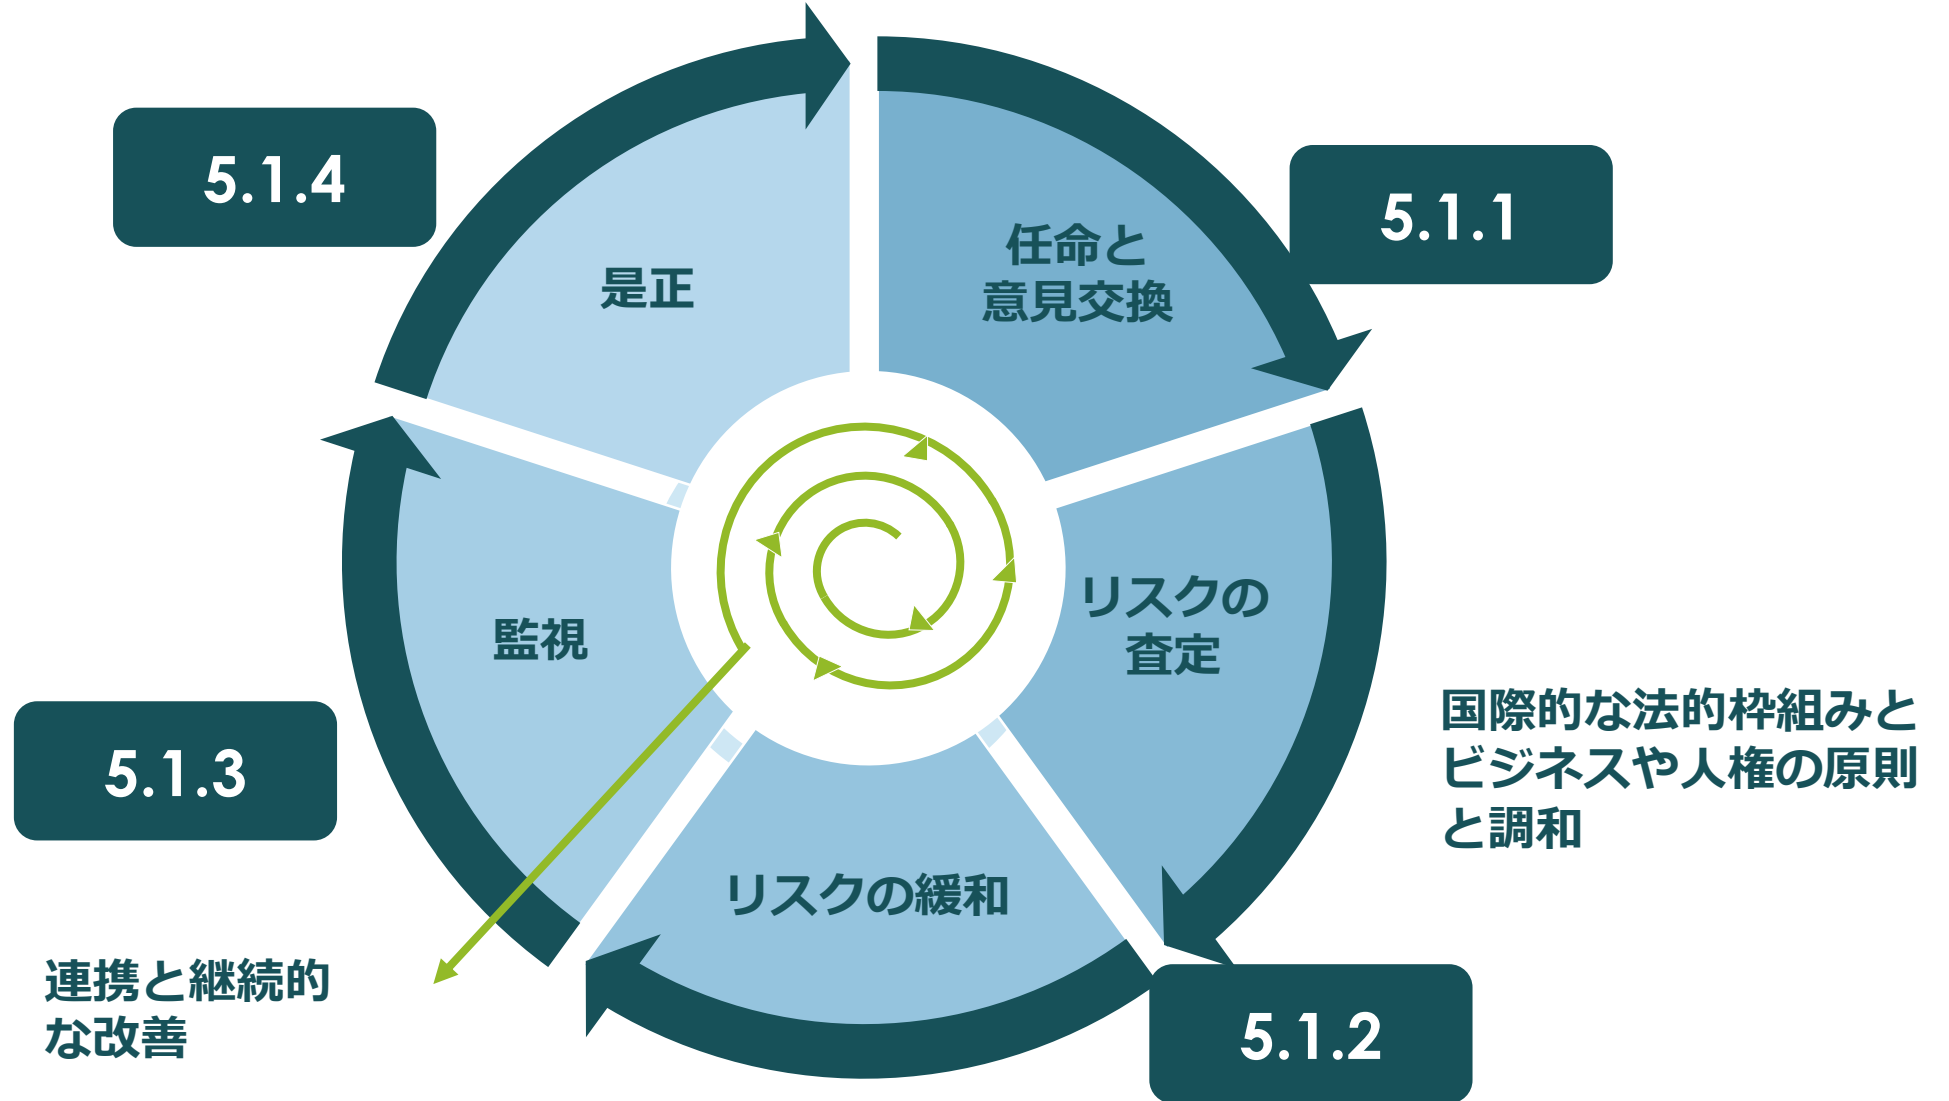 5.1.4
5.1.1
任命と
意見交換
是正
リスクの
査定
監視
国際的な法的枠組みと
ビジネスや人権の原則
と調和
5.1.3
リスクの緩和
連携と継続的
な改善
5.1.2